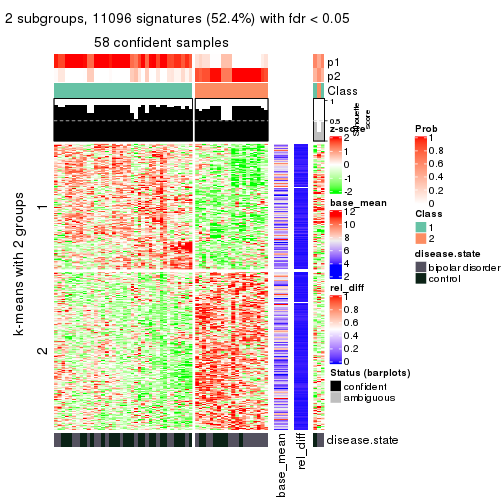 2 subgroups, 11096 signatures (52.4%) with fdr < 0.05
58 confident samples
p1
p2
Class
1
0.5
0
Silhouette
score
k-means with 2 groups
1
2
base_mean
rel_diff
disease.state
z-score
2
1
0
-1
-2
base_mean
12
10
8
6
4
2
rel_diff
1
0.8
0.6
0.4
0.2
0
Status (barplots)
confident
ambiguous
Prob
1
0.8
0.6
0.4
0.2
0
Class
1
2
disease.state
bipolar disorder
control